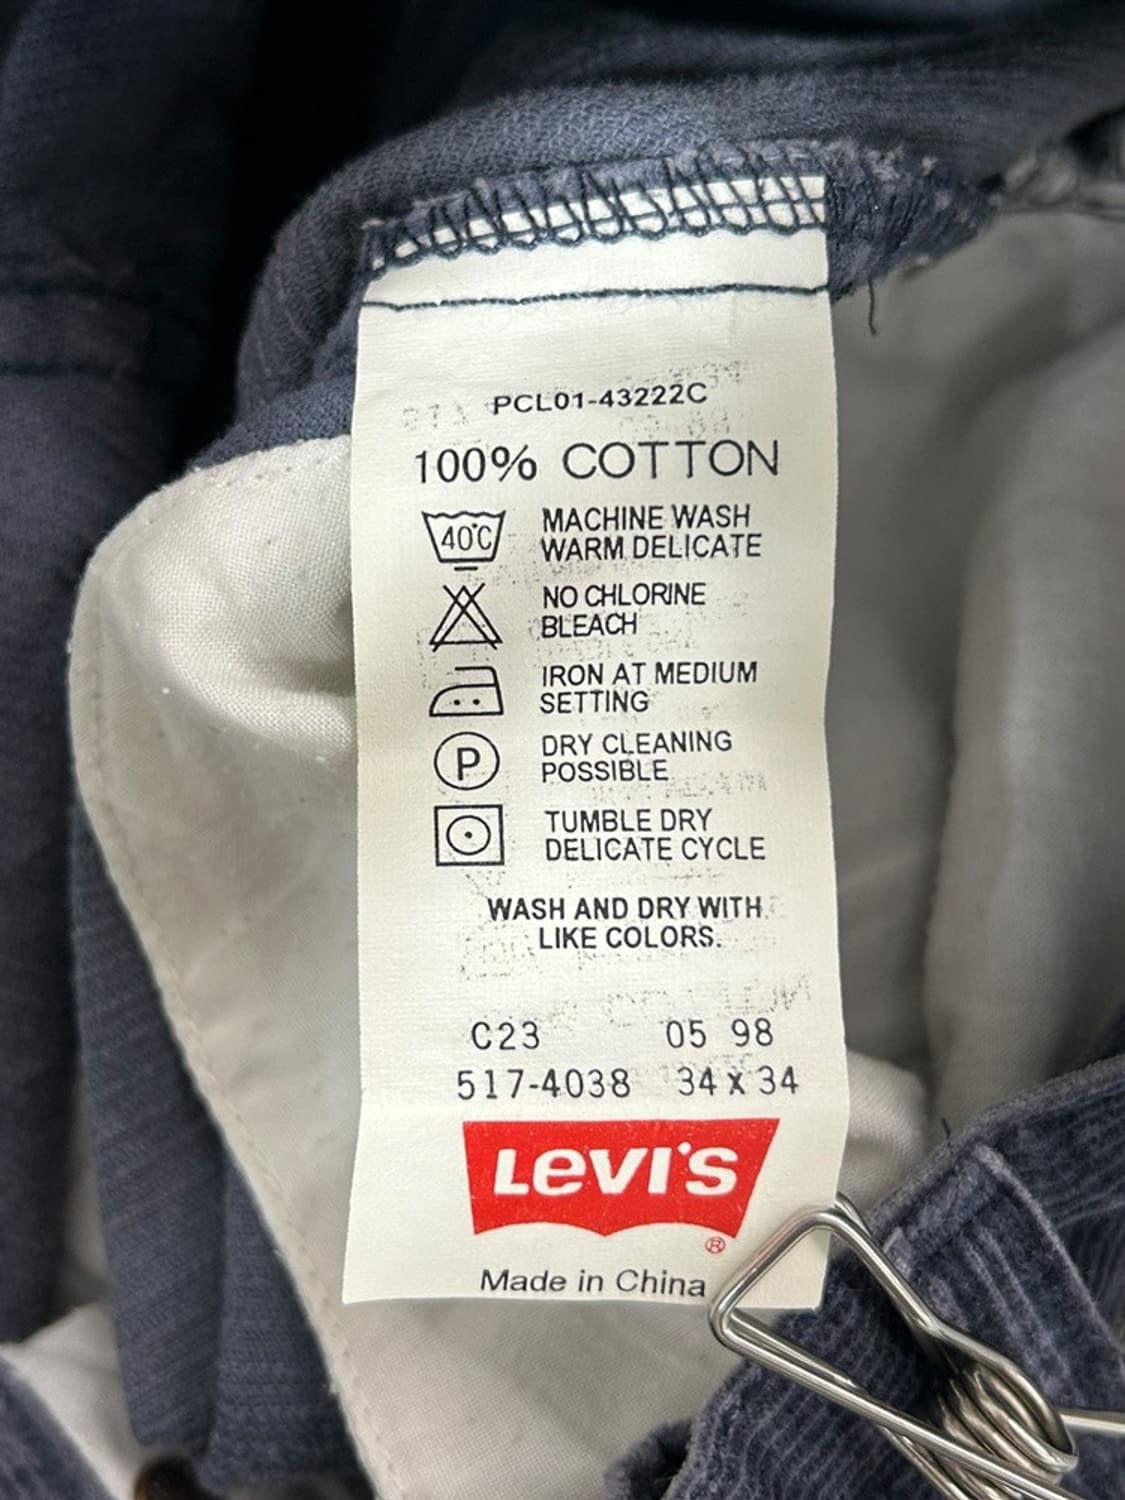 PCL01-43222C
100% COTTON
40°C MACHINE WASH
WARM DELICATE
NO CHLORINE
BLEACH
IRON AT MEDIUM
SETTING
P DRY CLEANING
POSSIBLE
TUMBLE DRY
DELICATE CYCLE
WASH AND DRY WITH
LIKE COLORS.
C23 05 98
517-4038 34 x 34
LEVI'S
®
Made in China